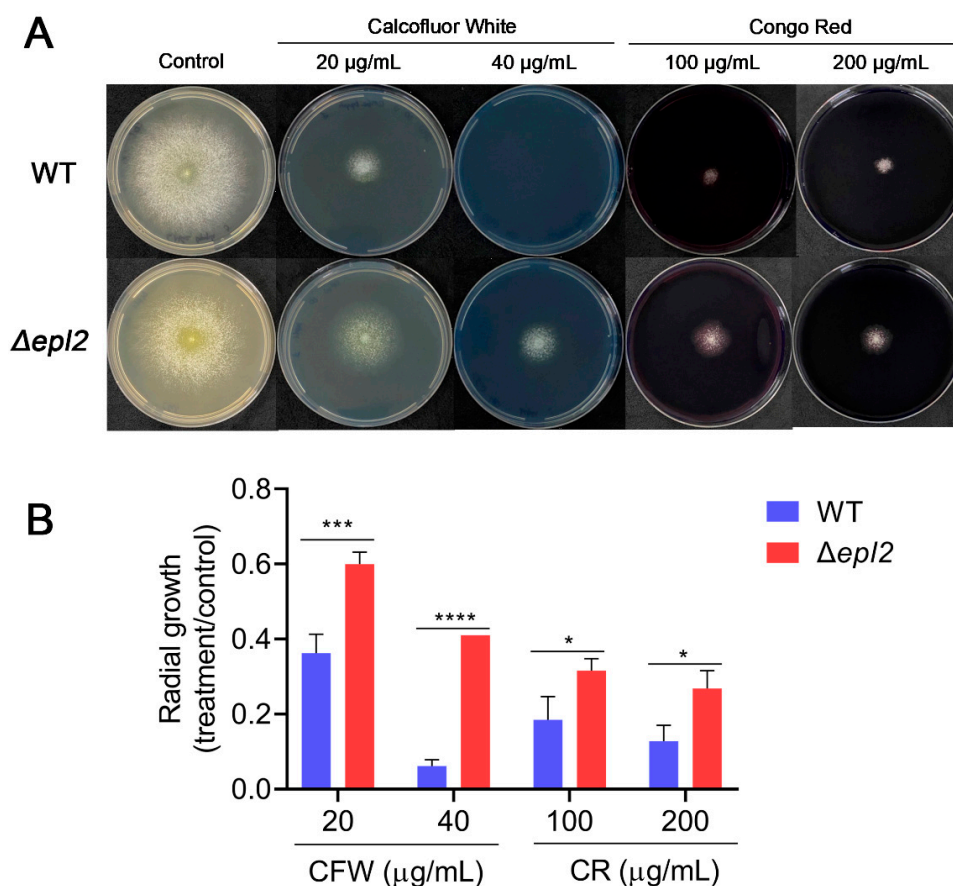 A
Calcofluor White
Congo Red
Control
20 µg/mL
40 µg/mL
100 µg/mL
200 µg/mL
WT
Δepl2
B
Radial growth
(treatment/control)
0.8
0.6
0.4
0.2
0.0
***
****
*
*
20
40
100
200
CFW (µg/mL)
CR (µg/mL)
WT
Δepl2